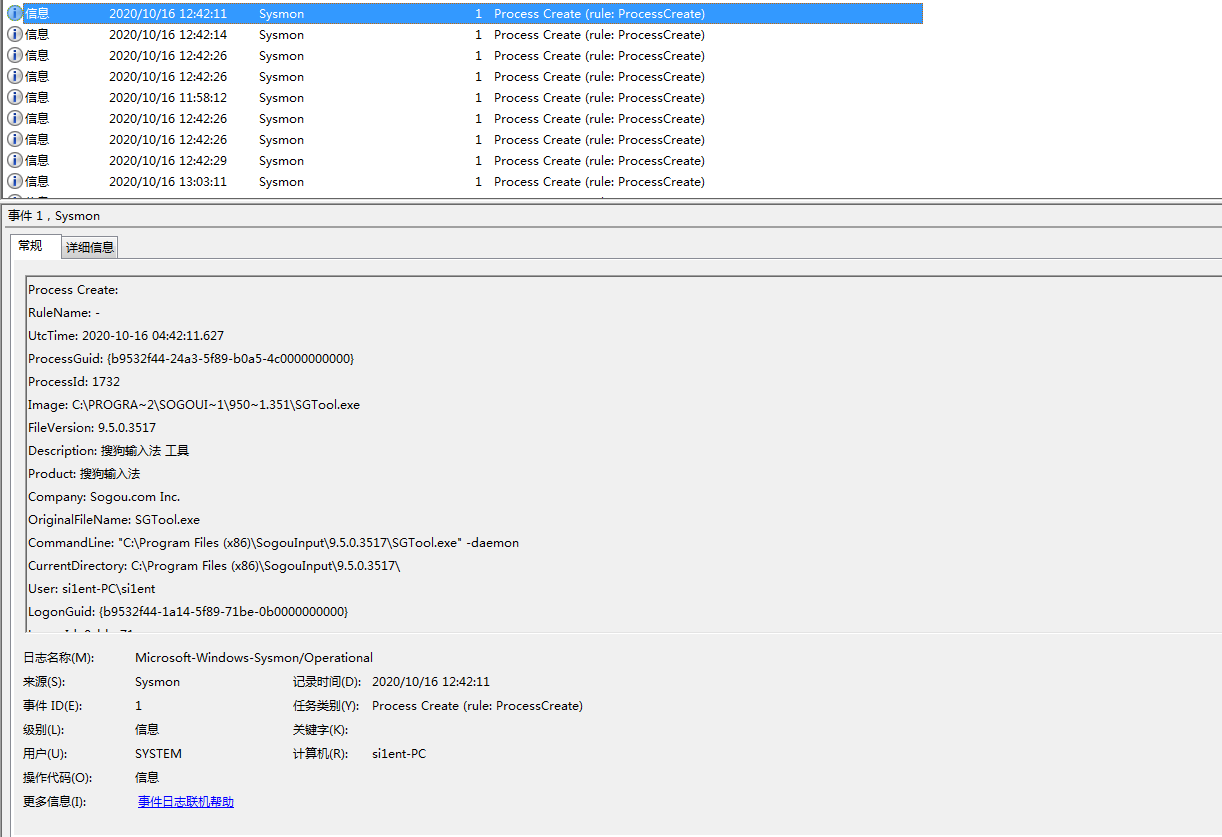 信息 2020/10/16 12:42:11 Sysmon 1 Process Create (rule: ProcessCreate)
信息 2020/10/16 12:42:14 Sysmon 1 Process Create (rule: ProcessCreate)
信息 2020/10/16 12:42:26 Sysmon 1 Process Create (rule: ProcessCreate)
信息 2020/10/16 12:42:26 Sysmon 1 Process Create (rule: ProcessCreate)
信息 2020/10/16 11:58:12 Sysmon 1 Process Create (rule: ProcessCreate)
信息 2020/10/16 12:42:26 Sysmon 1 Process Create (rule: ProcessCreate)
信息 2020/10/16 12:42:26 Sysmon 1 Process Create (rule: ProcessCreate)
信息 2020/10/16 12:42:29 Sysmon 1 Process Create (rule: ProcessCreate)
信息 2020/10/16 13:03:11 Sysmon 1 Process Create (rule: ProcessCreate)
事件 1，Sysmon
常规 详细信息
Process Create:
RuleName: -
UtcTime: 2020-10-16 04:42:11.627
ProcessGuid: {b9532f44-24a3-5f89-b0a5-4c0000000000}
ProcessId: 1732
Image: C:\PROGRA~2\SOGOUI~1\950~1.351\SGTool.exe
FileVersion: 9.5.0.3517
Description: 搜狗输入法 工具
Product: 搜狗输入法
Company: Sogou.com Inc.
OriginalFileName: SGTool.exe
CommandLine: "C:\Program Files (x86)\SogouInput\9.5.0.3517\SGTool.exe" -daemon
CurrentDirectory: C:\Program Files (x86)\SogouInput\9.5.0.3517\
User: si1ent-PC\si1ent
LogonGuid: {b9532f44-1a14-5f89-71be-0b0000000000}
日志名称(M): Microsoft-Windows-Sysmon/Operational
来源(S): Sysmon 记录时间(D): 2020/10/16 12:42:11
事件 ID(E): 1 任务类别(Y): Process Create (rule: ProcessCreate)
级别(L): 信息 关键字(K):
用户(U): SYSTEM 计算机(R): si1ent-PC
操作代码(O): 信息
更多信息(I): 事件日志联机帮助